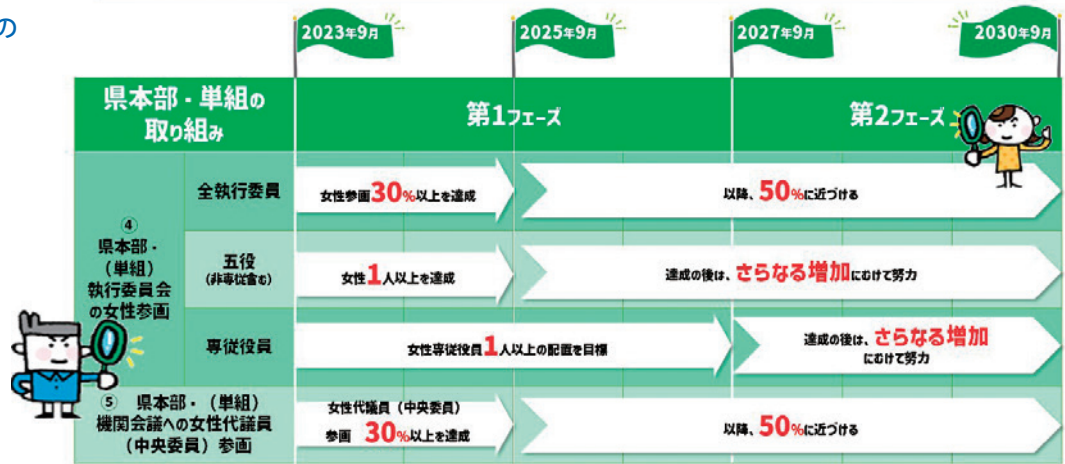 の
2023年9月
2025年9月
2027年9月
2030年9月
県本部・単組の
取り組み
第1フェーズ
第2フェーズ
④
県本部・
（単組）
執行委員会
の女性参画
全執行委員
女性参画30%以上を達成
以降、50%に近づける
五役
（非専従含む）
女性1人以上を達成
達成の後は、さらなる増加にむけて努力
専従役員
女性専従役員1人以上の配置を目標
達成の後は、さらなる増加
にむけて努力
⑤ 県本部・（単組）
機関会議への女性代議員
（中央委員）参画
女性代議員（中央委員）
参画 30%以上を達成
以降、50%に近づける